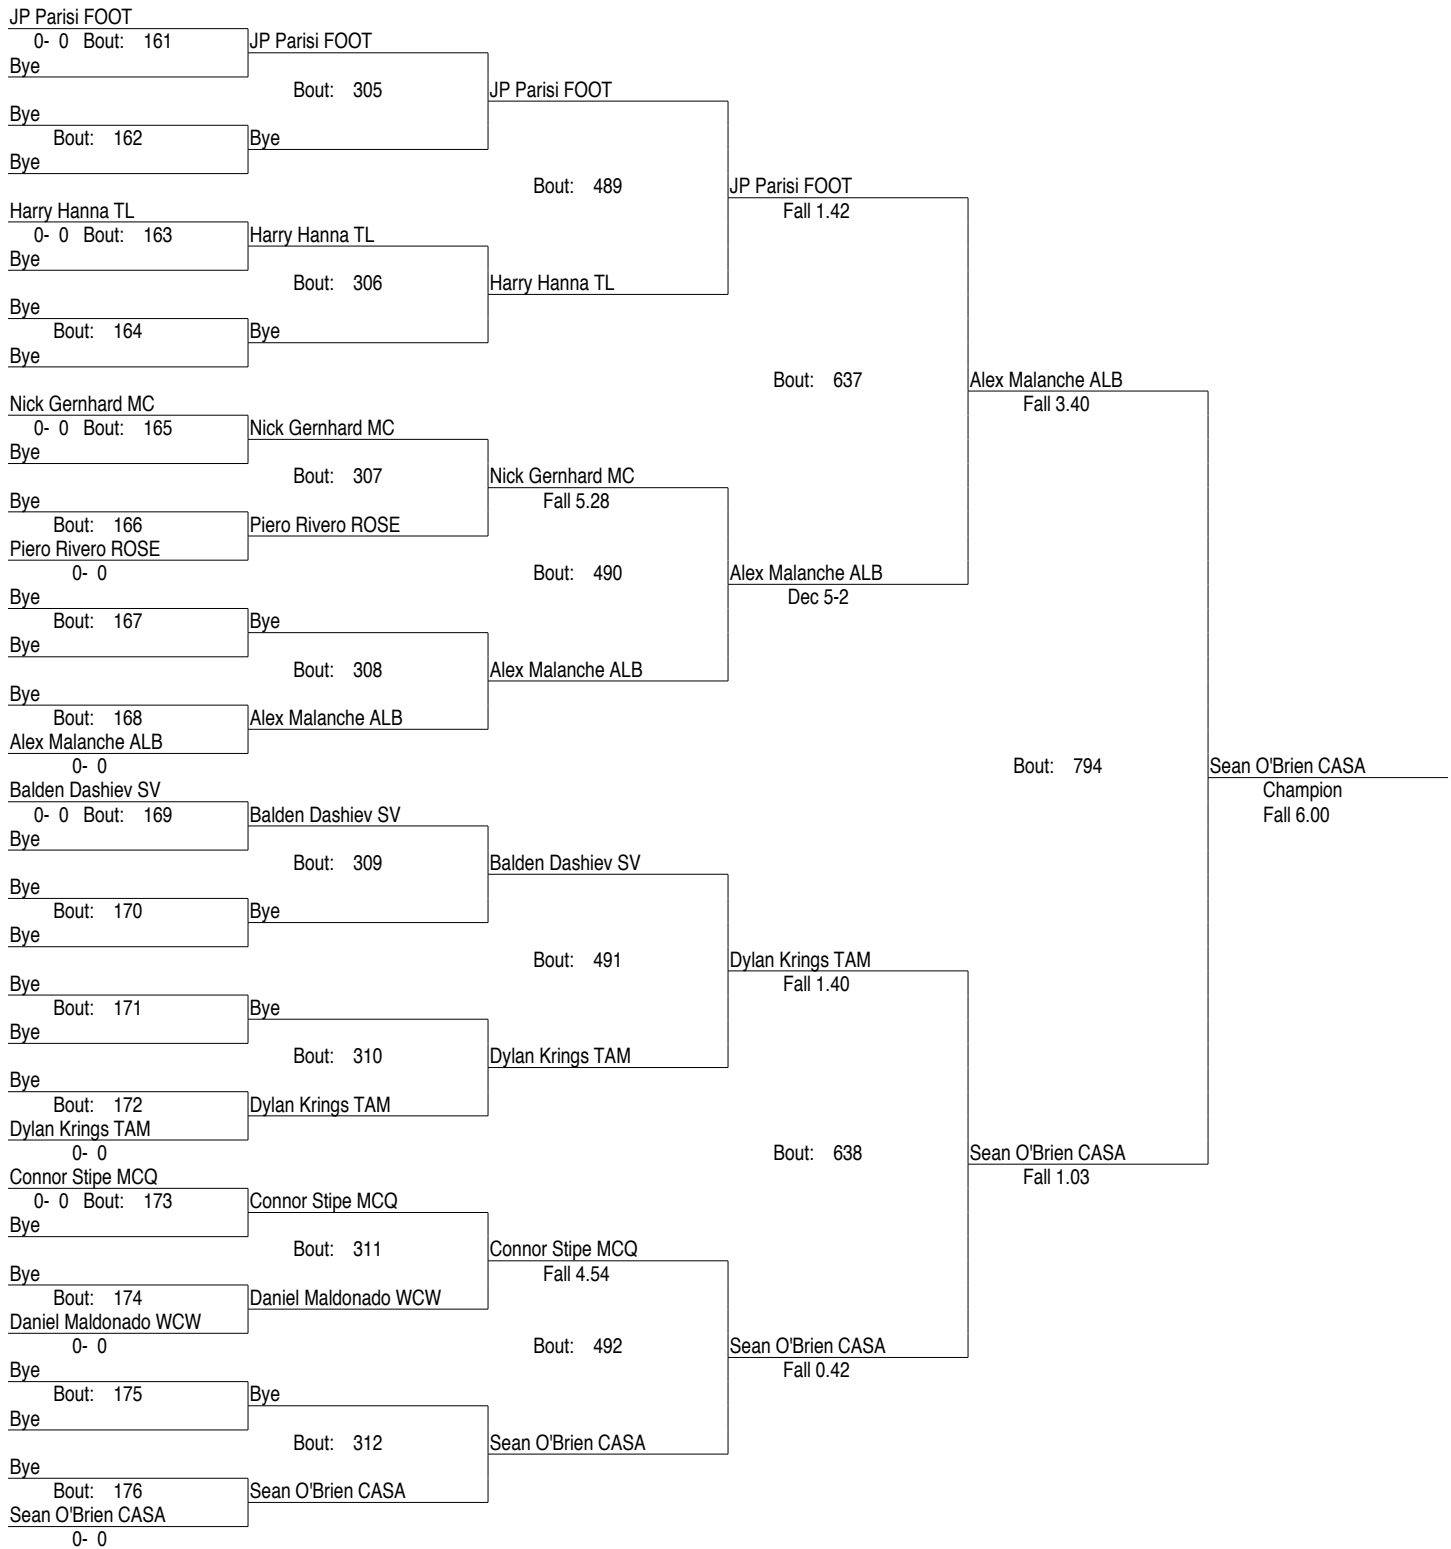 JP Parisi FOOT
0- 0 Bout: 161
Bye
Bye
Bout: 162
Bye
Harry Hanna TL
0- 0 Bout: 163
Bye
Bye
Bout: 164
Bye
Nick Gernhard MC
0- 0 Bout: 165
Bye
Bye
Bout: 166
Piero Rivero ROSE
0- 0
Bye
Bout: 167
Bye
Bye
Bout: 168
Alex Malanche ALB
0- 0
Balden Dashiev SV
0- 0 Bout: 169
Bye
Bye
Bout: 170
Bye
Bye
Bout: 171
Bye
Bye
Bout: 172
Dylan Krings TAM
0- 0
Connor Stipe MCQ
0- 0 Bout: 173
Bye
Bye
Bout: 174
Daniel Maldonado WCW
0- 0
Bye
Bout: 175
Bye
Bye
Bout: 176
Sean O'Brien CASA
0- 0
JP Parisi FOOT
Bout: 305
Bye
Harry Hanna TL
Bout: 306
Bye
Nick Gernhard MC
Bout: 307
Piero Rivero ROSE
Bye
Bout: 308
Alex Malanche ALB
Balden Dashiev SV
Bout: 309
Bye
Bye
Bout: 310
Dylan Krings TAM
Connor Stipe MCQ
Bout: 311
Daniel Maldonado WCW
Bye
Bout: 312
Sean O'Brien CASA
JP Parisi FOOT
Bout: 489
Harry Hanna TL
Nick Gernhard MC
Fall 5.28
Bout: 490
Alex Malanche ALB
Balden Dashiev SV
Bout: 491
Dylan Krings TAM
Connor Stipe MCQ
Fall 4.54
Bout: 492
Sean O'Brien CASA
JP Parisi FOOT
Fall 1.42
Bout: 637
Alex Malanche ALB
Dec 5-2
Dylan Krings TAM
Fall 1.40
Bout: 638
Sean O'Brien CASA
Fall 0.42
Alex Malanche ALB
Fall 3.40
Bout: 794
Sean O'Brien CASA
Fall 1.03
Sean O'Brien CASA
Champion
Fall 6.00